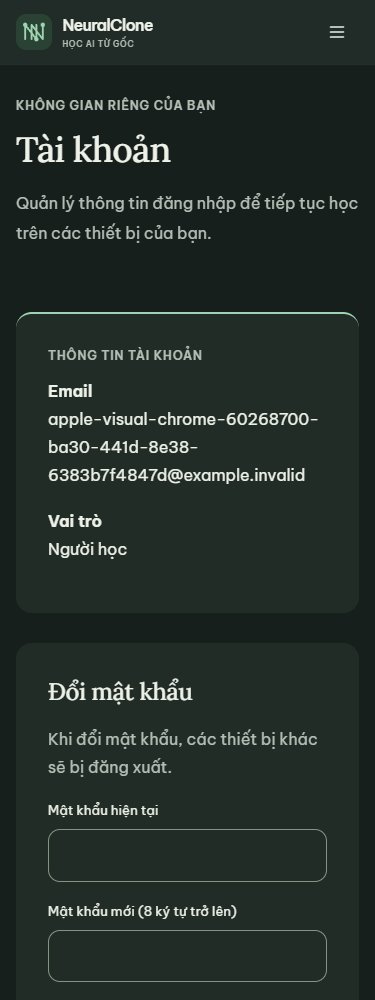 NeuralClone
HỌC AI TỪ GỐC
KHÔNG GIAN RIÊNG CỦA BẠN
Tài khoản
Quản lý thông tin đăng nhập để tiếp tục học
trên các thiết bị của bạn.
THÔNG TIN TÀI KHOẢN
Email
apple-visual-chrome-60268700-
ba30-441d-8e38-
6383b7f4847d@example.invalid
Vai trò
Người học
Đổi mật khẩu
Khi đổi mật khẩu, các thiết bị khác
sẽ bị đăng xuất.
Mật khẩu hiện tại
Mật khẩu mới (8 ký tự trở lên)